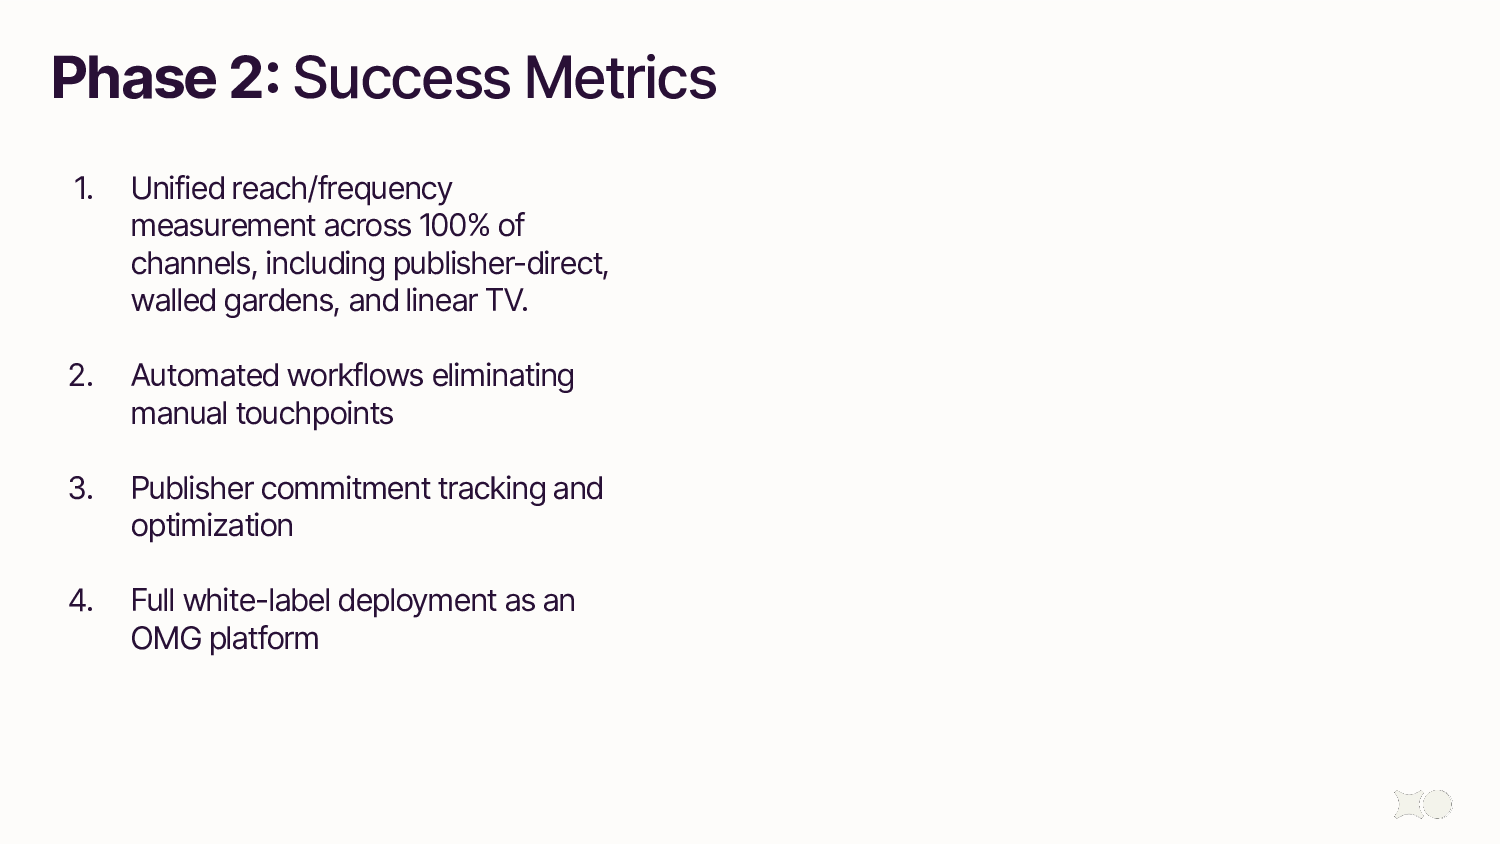 Phase 2: Success Metrics
1. Unified reach/frequency
measurement across 100% of
channels, including publisher-direct,
walled gardens, and linear TV.
2. Automated workflows eliminating
manual touchpoints
3. Publisher commitment tracking and
optimization
4. Full white-label deployment as an
OMG platform